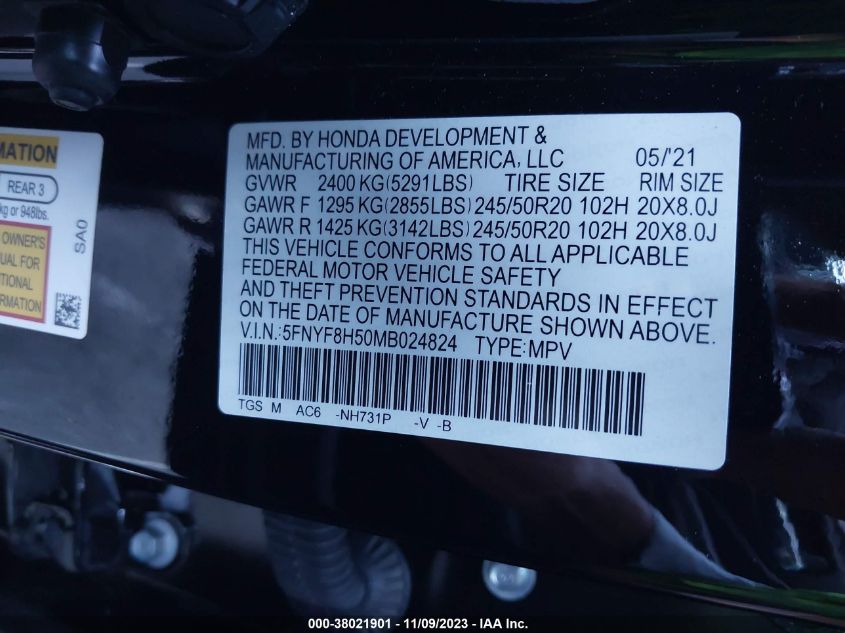 MATION
REAR 3
kg or 948lbs.
OWNER'S
UAL FOR
TIONAL
RMATION
SA0
MFD. BY HONDA DEVELOPMENT &
MANUFACTURING OF AMERICA, LLC 05/'21
GVWR 2400 KG(5291LBS) TIRE SIZE RIM SIZE
GAWR F 1295 KG(2855LBS) 245/50R20 102H 20X8.0J
GAWR R 1425 KG(3142LBS) 245/50R20 102H 20X8.0J
THIS VEHICLE CONFORMS TO ALL APPLICABLE
FEDERAL MOTOR VEHICLE SAFETY
AND THEFT PREVENTION STANDARDS IN EFFECT
ON THE DATE OF MANUFACTURE SHOWN ABOVE.
V.I.N.:5FNYF8H50MB024824 TYPE:MPV
TGS M AC6 -NH731P -V -B
000-38021901 - 11/09/2023 - IAA Inc.